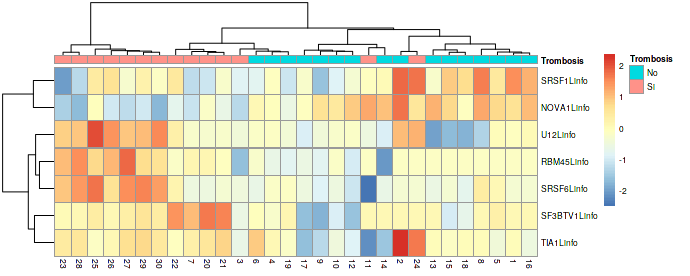 Trombosis
Trombosis
No
SI
SRSF1Linfo
NOVA1Linfo
U12Linfo
RBM45Linfo
SRSF6Linfo
SF3BTV1Linfo
TIA1Linfo
2
1
0
-1
-2
23 28 25 26 27 29 30 22 7 20 21 3 6 4 19 17 9 10 12 11 14 2 24 13 15 18 8 5 1 16